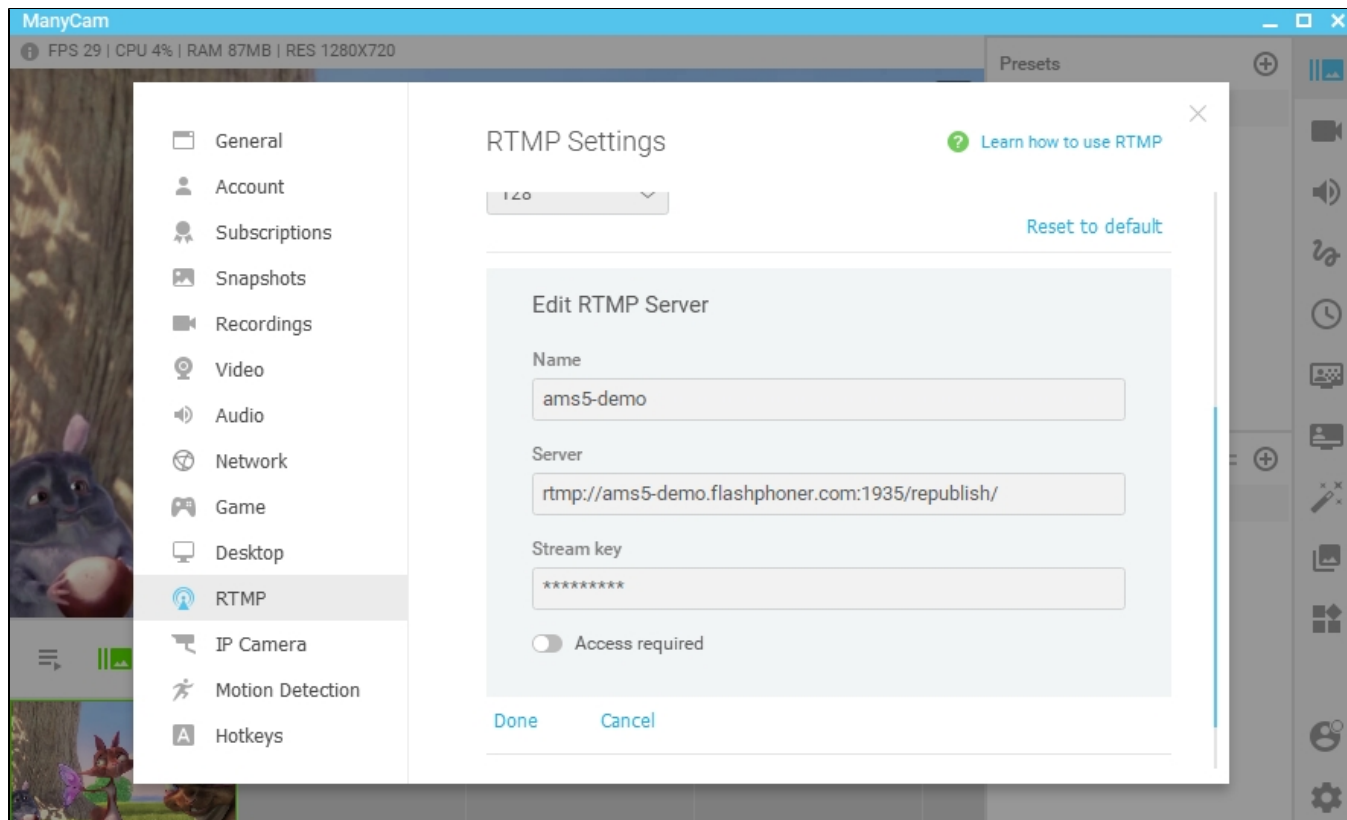 ManyCam
FPS 29 | CPU 4% | RAM 87MB | RES 1280X720
Presets
General
Account
Subscriptions
Snapshots
Recordings
Video
Audio
Network
Game
Desktop
RTMP
IP Camera
Motion Detection
A Hotkeys
RTMP Settings
? Learn how to use RTMP
128
Reset to default
Edit RTMP Server
Name
ams5-demo
Server
rtmp://ams5-demo.flashphoner.com:1935/republish/
Stream key
*********
Access required
Done Cancel